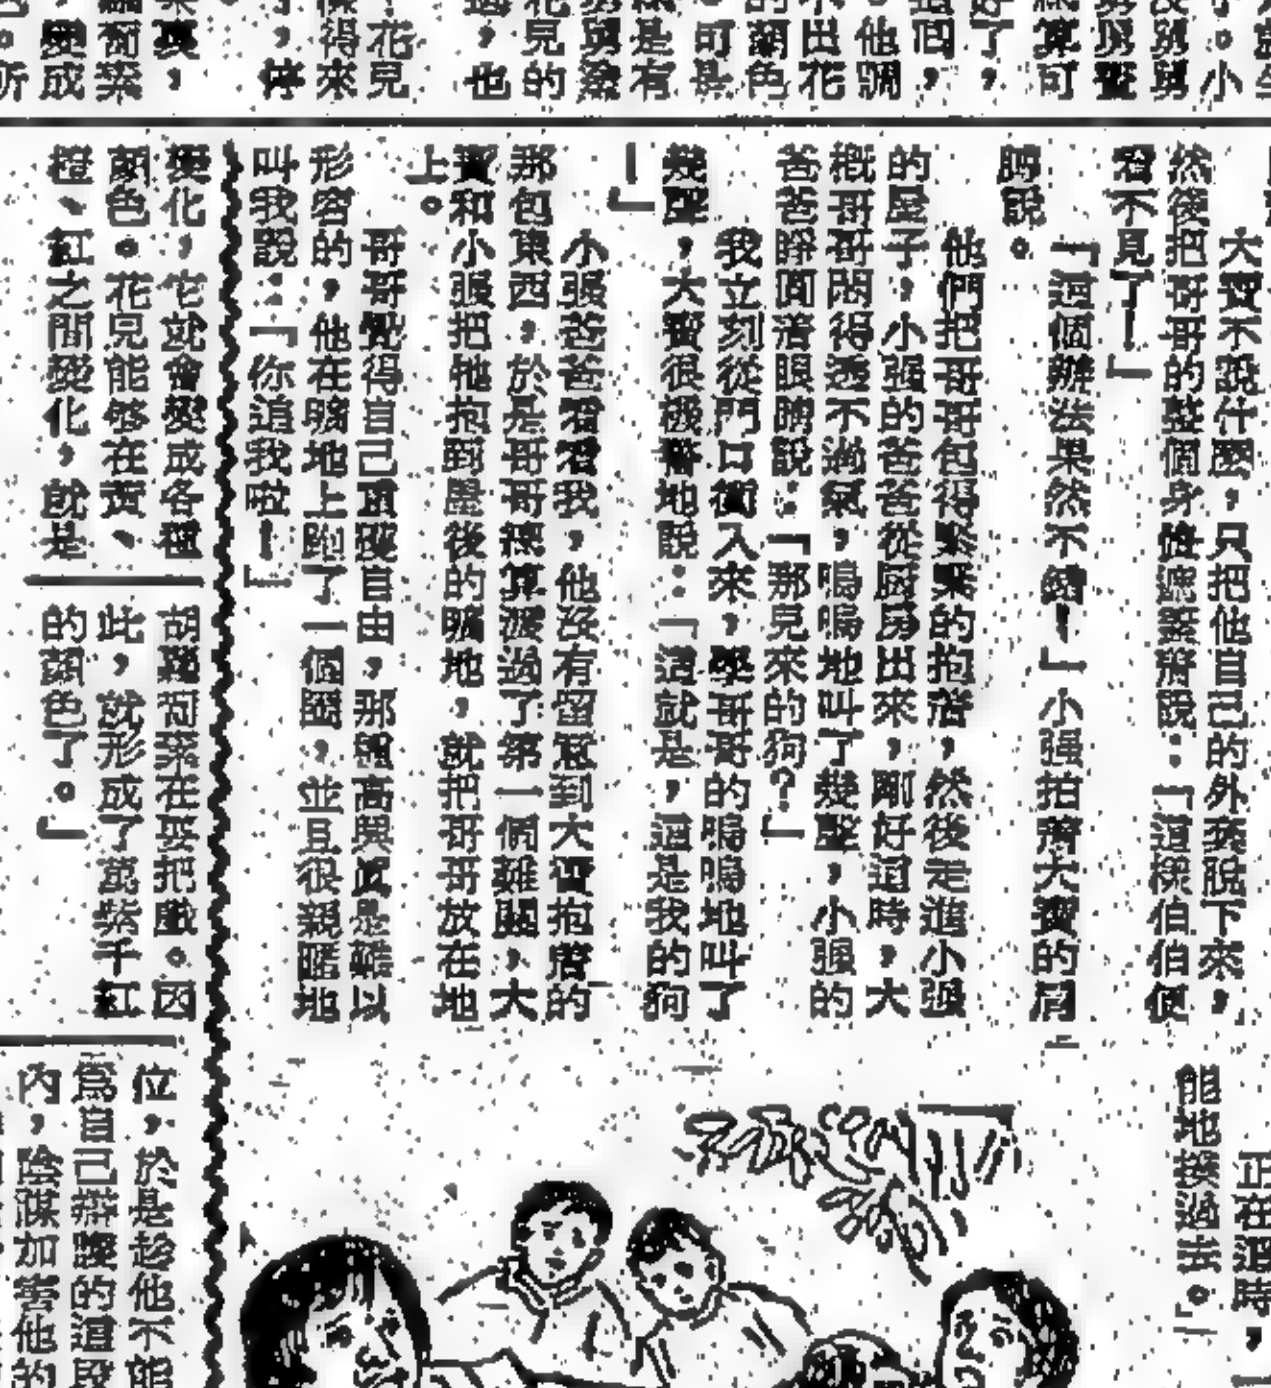 大寶不說什麼，只把他自己的外套脫下來，
然後把哥哥的整個身體遮蓋着說：「這樣伯伯便
看不見了！」
「這個辦法果然不錯！」小强拍着大寶的肩
膊說。
他們把哥哥包得緊緊的抱着，然後走進小强
的屋子，小强的爸爸從厨房出來，剛好這時，大
概哥哥悶得透不過氣，嗚嗚地叫了幾聲，小强的
爸爸睜圓着眼睛說：「那兒來的狗？」
我立刻從門口衝入來，學哥哥的嗚嗚地叫了
幾聲，大寶很機警地說：「這就是，這是我的狗
！」
小强爸爸看看我，他沒有留意到大寶抱着的
那包東西，於是哥哥總算渡過了第一個難關，大
寶和小强把牠抱到屋後的曠地，就把哥哥放在地
上。
哥哥覺得自己重獲自由，那種高興眞是難以
形容的，他在曠地上跑了一個圈，並且很親暱地
叫我說：「你追我啦！」
變化，它就會變成各種
顏色。花兒能够在黃、
橙、紅之間變化，就是
胡蘿蔔素在耍把戲。因
此，就形成了萬紫千紅
的顏色了。」
能地撲過去。」
正在這時，
位，於是趁他不能
爲自己辯護的這段
內，陰謀加害他的